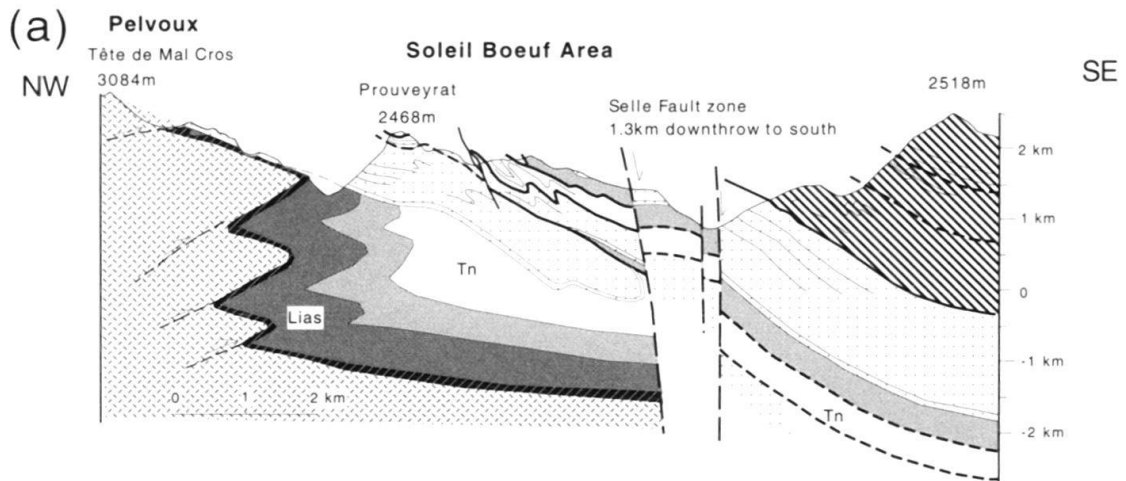 (a)
Pelvoux
Tête de Mal Cros
NW
3084m
Soleil Boeuf Area
Prouveyrat
2468m
Selle Fault zone
1.3km downthrow to south
2518m
SE
2 km
1 km
0
-1 km
-2 km
Tn
Lias
Tn
0 1 2 km